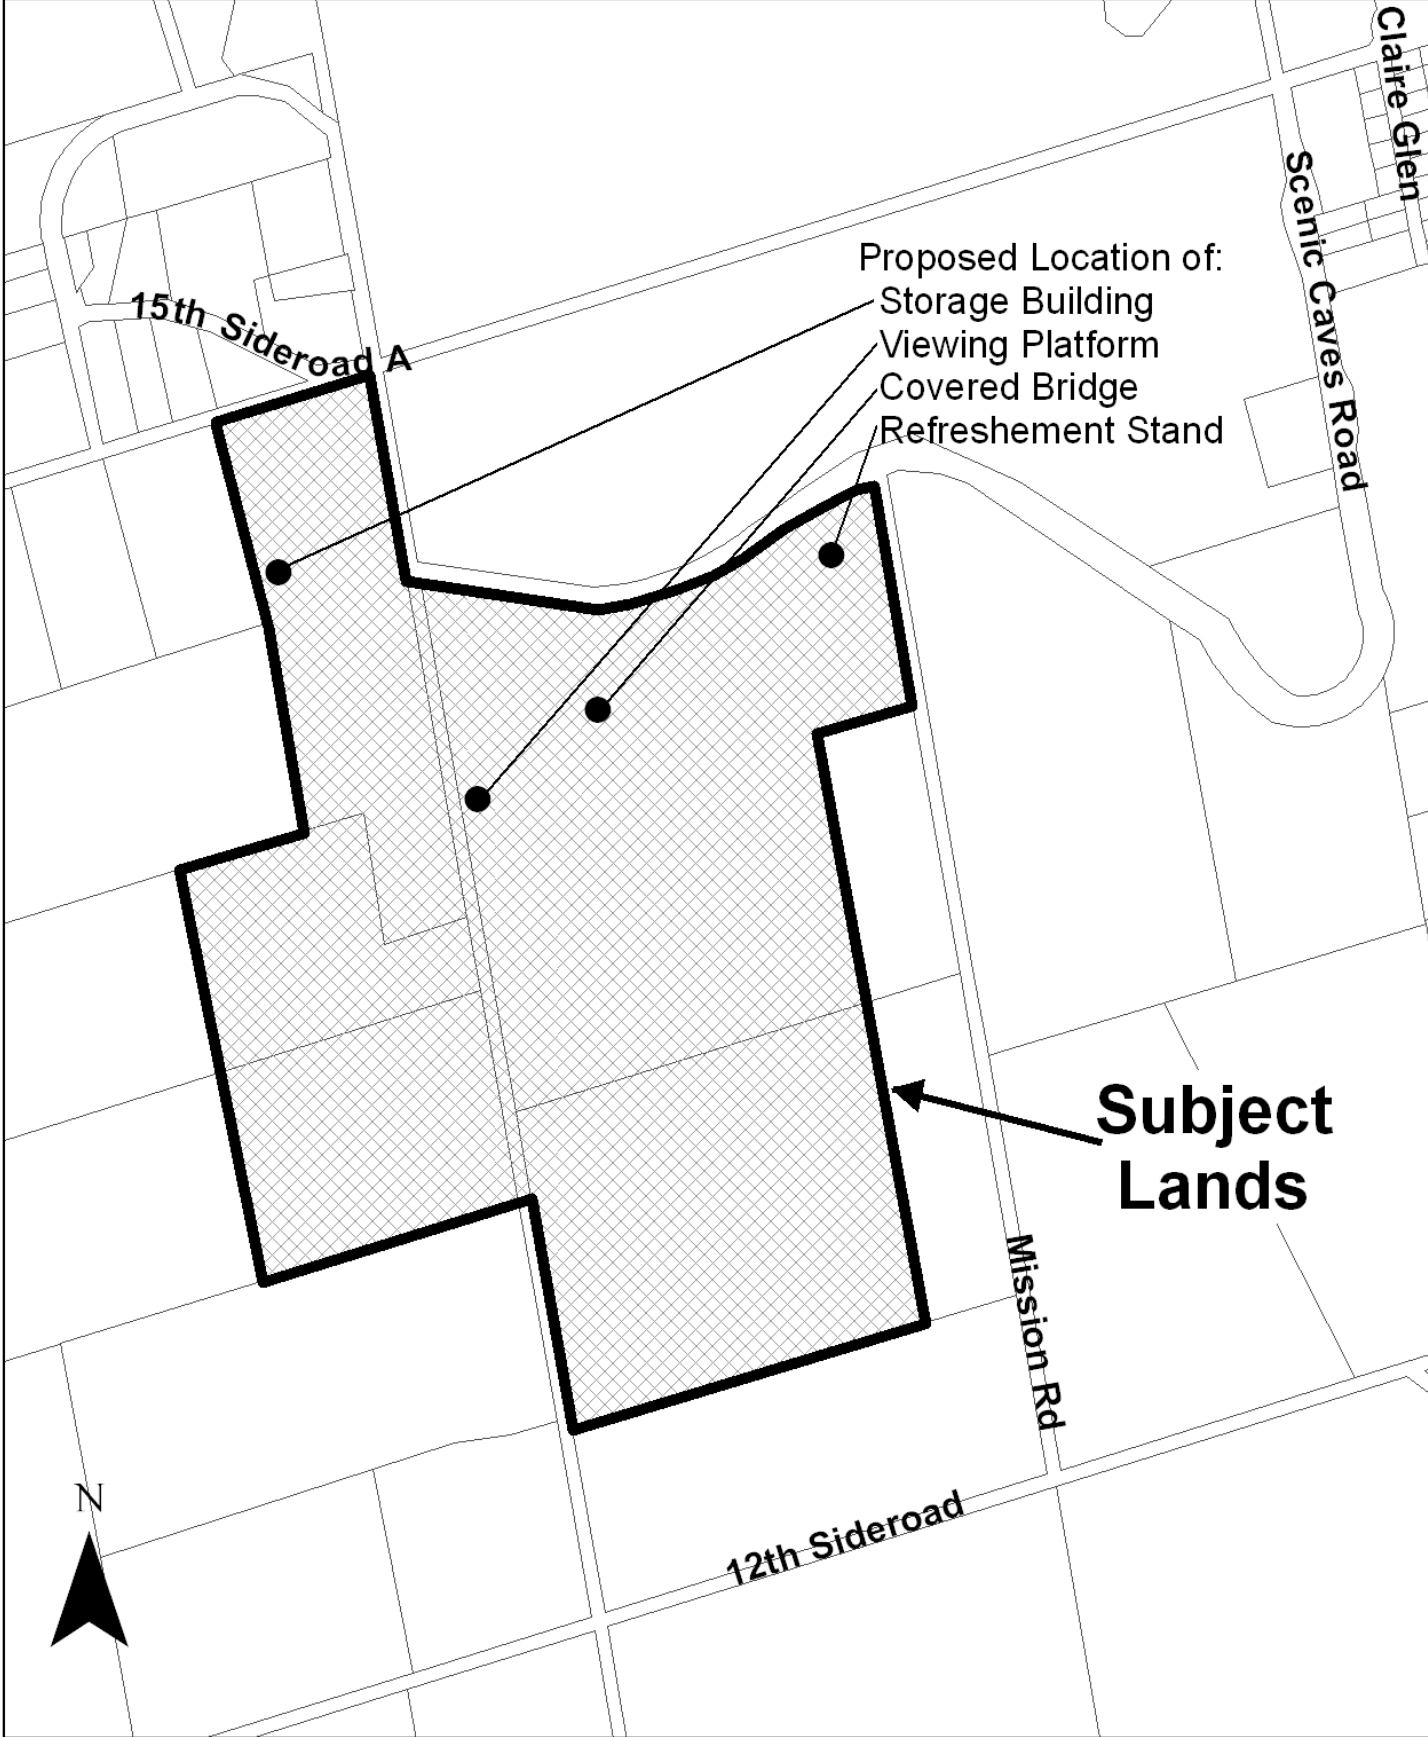 Claire Glen
Scenic Caves Road
Proposed Location of:
Storage Building
Viewing Platform
Covered Bridge
Refreshement Stand
15th Sideroad A
Subject
Lands
Mission Rd
N
12th Sideroad